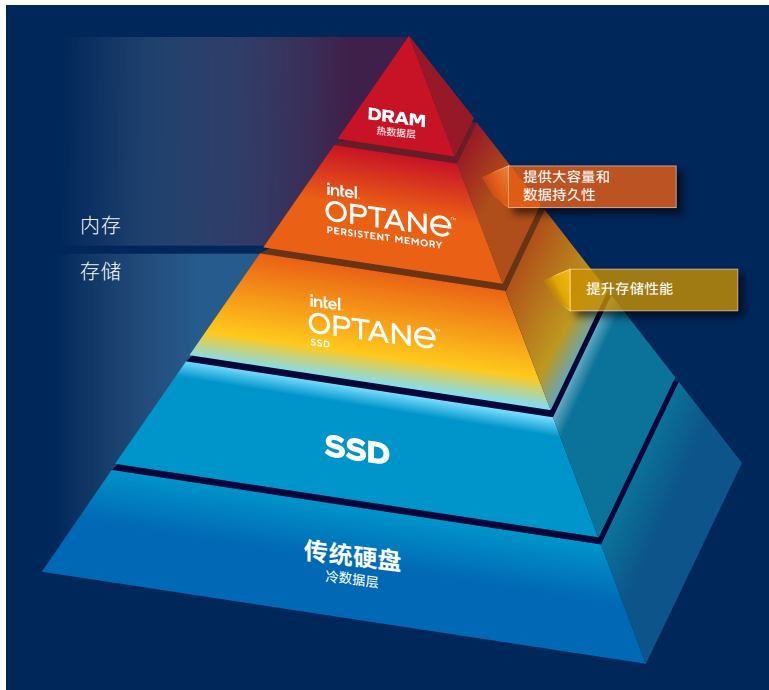 DRAM
热数据层
提供大容量和
数据持久性
intel.
OPTANe™
PERSISTENT MEMORY
内存
存储
提升存储性能
intel.
OPTANe™
SSD
SSD
传统硬盘
冷数据层